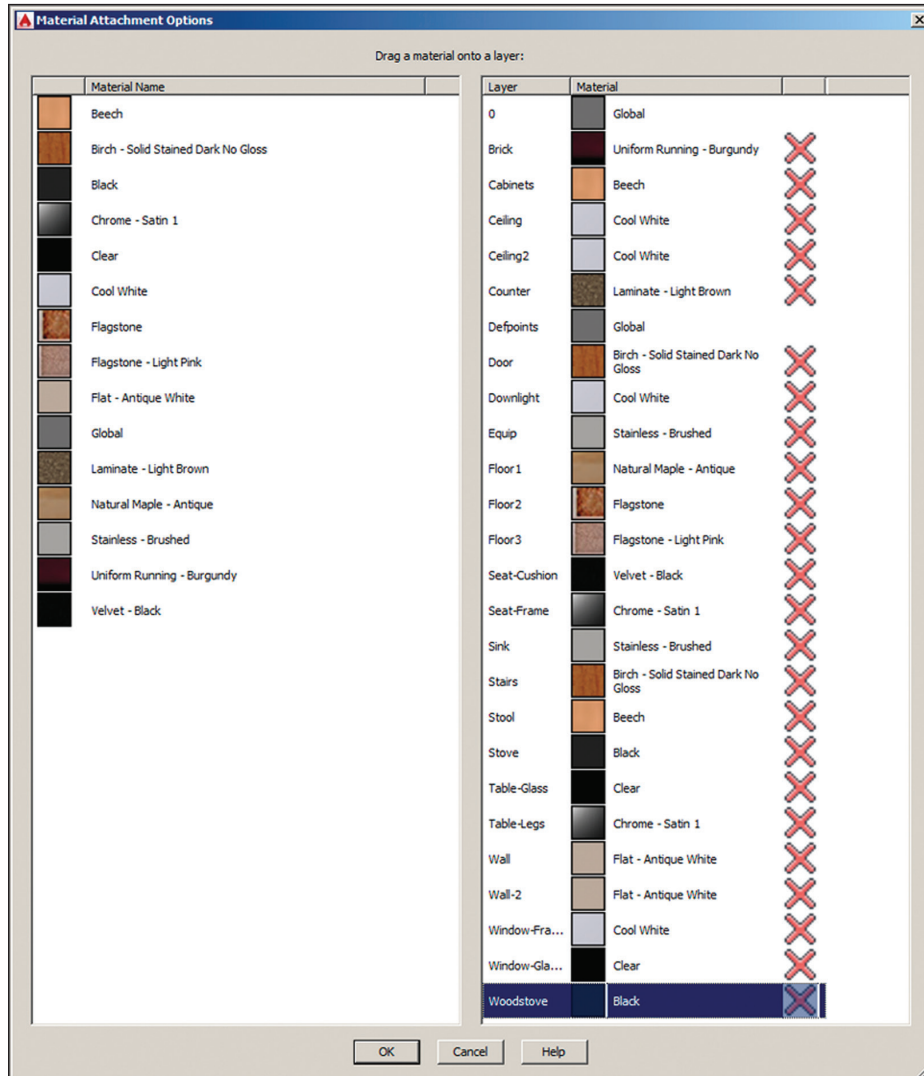 Material Attachment Options
Drag a material onto a layer:
Material Name
Beech
Birch - Solid Stained Dark No Gloss
Black
Chrome - Satin 1
Clear
Cool White
Flagstone
Flagstone - Light Pink
Flat - Antique White
Global
Laminate - Light Brown
Natural Maple - Antique
Stainless - Brushed
Uniform Running - Burgundy
Velvet - Black
Layer Material
0 Global
Brick Uniform Running - Burgundy
Cabinets Beech
Ceiling Cool White
Ceiling2 Cool White
Counter Laminate - Light Brown
Defpoints Global
Door Birch - Solid Stained Dark No
Gloss
Downlight Cool White
Equip Stainless - Brushed
Floor1 Natural Maple - Antique
Floor2 Flagstone
Floor3 Flagstone - Light Pink
Seat-Cushion Velvet - Black
Seat-Frame Chrome - Satin 1
Sink Stainless - Brushed
Stairs Birch - Solid Stained Dark No
Gloss
Stool Beech
Stove Black
Table-Glass Clear
Table-Legs Chrome - Satin 1
Wall Flat - Antique White
Wall-2 Flat - Antique White
Window-Fra... Cool White
Window-Gla... Clear
Woodstove Black
OK Cancel Help